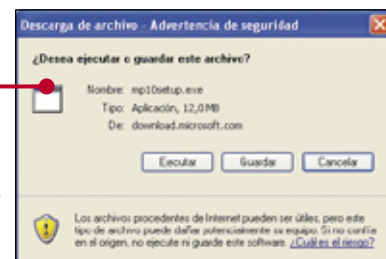 Descarga de archivo - Advertencia de seguridad
¿Desea ejecutar o guardar este archivo?
Nombre: mp10setup.exe
Tipo: Aplicación, 12,0 MB
De: download.microsoft.com
Ejecutar
Guardar
Cancelar
Los archivos procedentes de Internet pueden ser útiles, pero este
tipo de archivo puede dañar potencialmente su equipo. Si no confía
en el origen, no ejecute ni guarde este software. ¿Cuál es el riesgo?